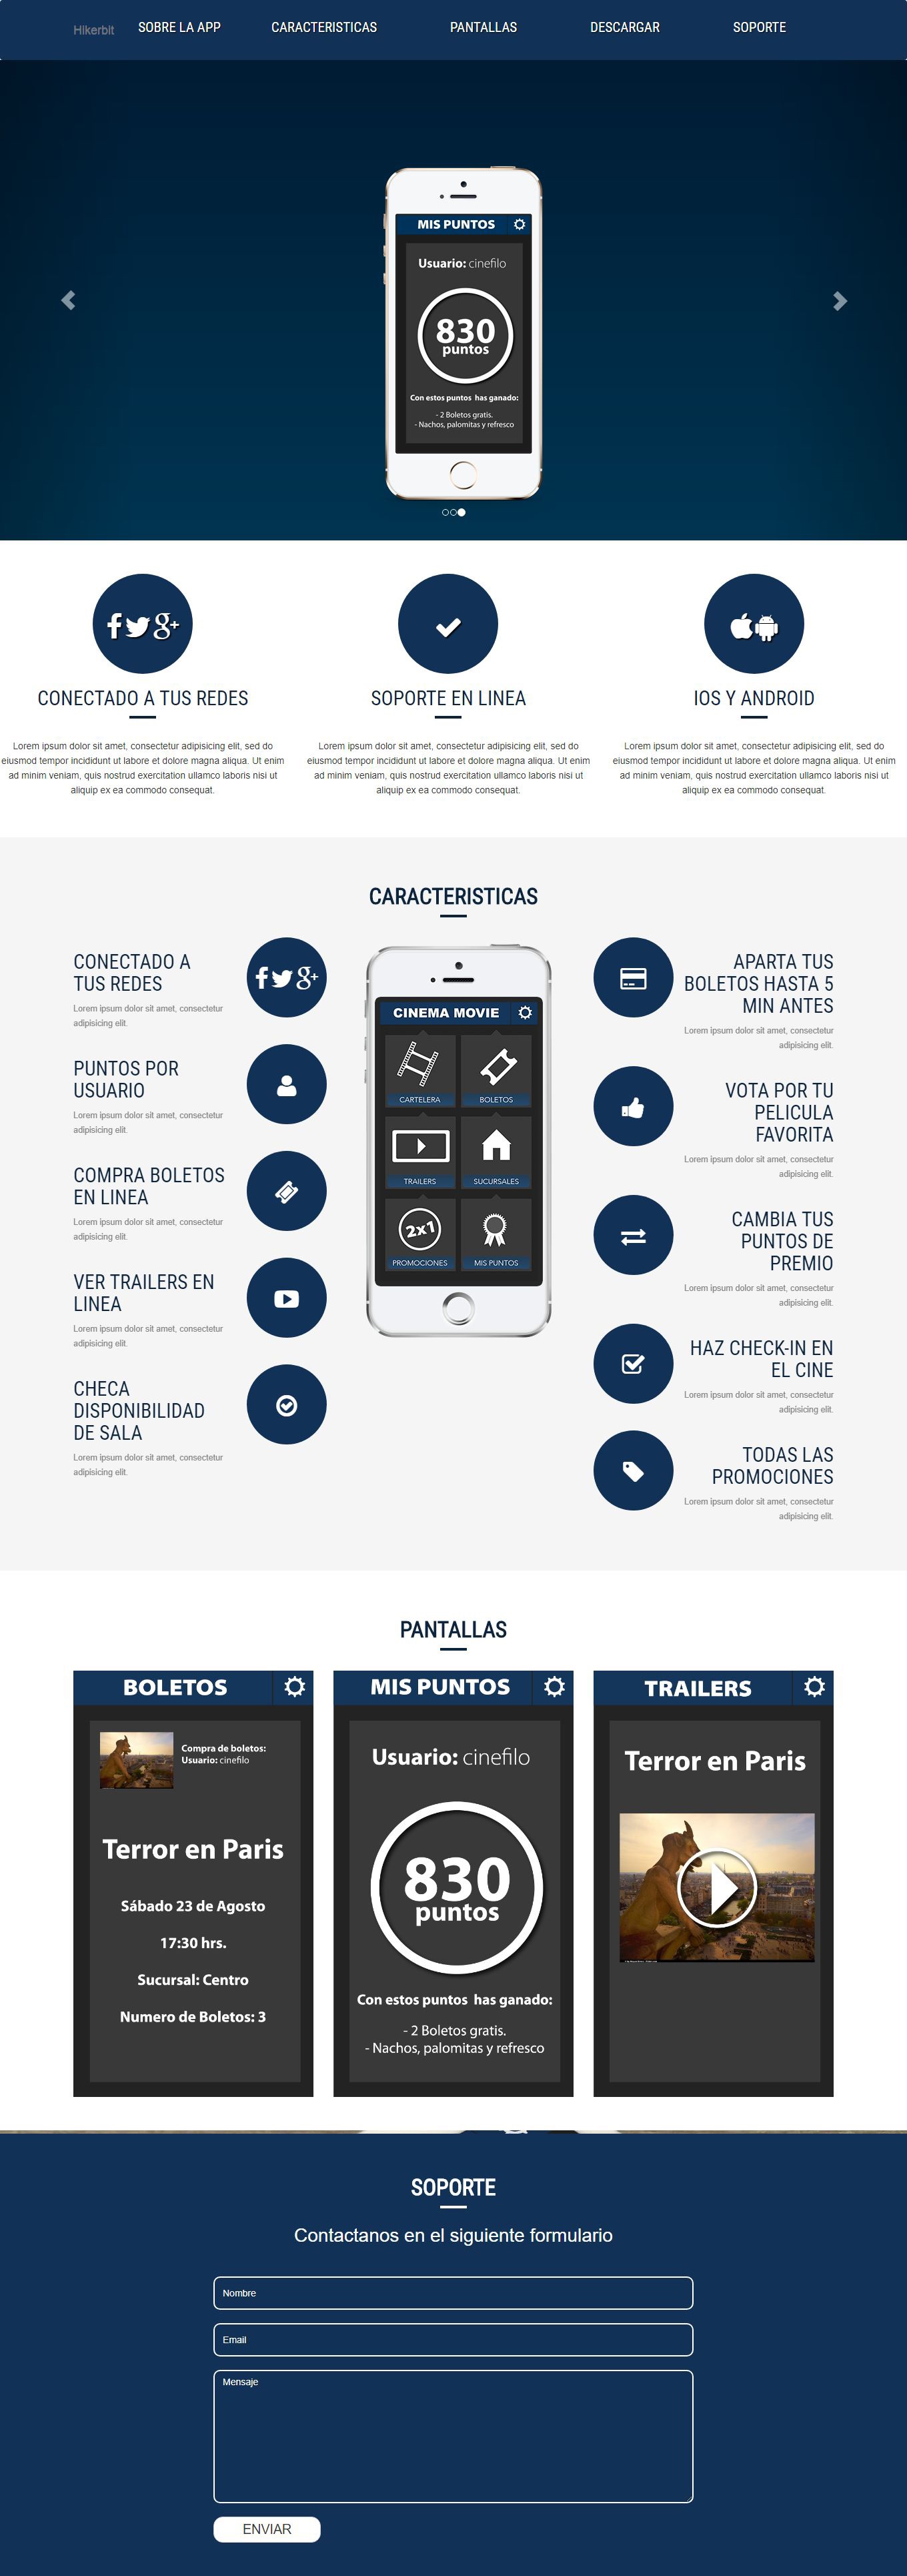 Hikerbit
SOBRE LA APP
CARACTERISTICAS
PANTALLAS
DESCARGAR
SOPORTE
MIS PUNTOS
Usuario: cinefilo
830
puntos
Con estos puntos has ganado:
- 2 Boletos gratis.
- Nachos, palomitas y refresco
CONECTADO A TUS REDES
Lorem ipsum dolor sit amet, consectetur adipisicing elit, sed do
eiusmod tempor incididunt ut labore et dolore magna aliqua. Ut enim
ad minim veniam, quis nostrud exercitation ullamco laboris nisi ut
aliquip ex ea commodo consequat.
SOPORTE EN LINEA
Lorem ipsum dolor sit amet, consectetur adipisicing elit, sed do
eiusmod tempor incididunt ut labore et dolore magna aliqua. Ut enim
ad minim veniam, quis nostrud exercitation ullamco laboris nisi ut
aliquip ex ea commodo consequat.
IOS Y ANDROID
Lorem ipsum dolor sit amet, consectetur adipisicing elit, sed do
eiusmod tempor incididunt ut labore et dolore magna aliqua. Ut enim
ad minim veniam, quis nostrud exercitation ullamco laboris nisi ut
aliquip ex ea commodo consequat.
CARACTERISTICAS
CONECTADO A
TUS REDES
Lorem ipsum dolor sit amet, consectetur
adipisicing elit.
PUNTOS POR
USUARIO
Lorem ipsum dolor sit amet, consectetur
adipisicing elit.
COMPRA BOLETOS
EN LINEA
Lorem ipsum dolor sit amet, consectetur
adipisicing elit.
VER TRAILERS EN
LINEA
Lorem ipsum dolor sit amet, consectetur
adipisicing elit.
CHECA
DISPONIBILIDAD
DE SALA
Lorem ipsum dolor sit amet, consectetur
adipisicing elit.
CINEMA MOVIE
CARTELERA
BOLETOS
TRAILERS
SUCURSALES
2x1
PROMOCIONES
MIS PUNTOS
APARTA TUS
BOLETOS HASTA 5
MIN ANTES
Lorem ipsum dolor sit amet, consectetur
adipisicing elit.
VOTA POR TU
PELICULA
FAVORITA
Lorem ipsum dolor sit amet, consectetur
adipisicing elit.
CAMBIA TUS
PUNTOS DE
PREMIO
Lorem ipsum dolor sit amet, consectetur
adipisicing elit.
HAZ CHECK-IN EN
EL CINE
Lorem ipsum dolor sit amet, consectetur
adipisicing elit.
TODAS LAS
PROMOCIONES
Lorem ipsum dolor sit amet, consectetur
adipisicing elit.
PANTALLAS
BOLETOS
Compra de boletos:
Usuario: cinefilo
Terror en Paris
Sábado 23 de Agosto
17:30 hrs.
Sucursal: Centro
Numero de Boletos: 3
MIS PUNTOS
Usuario: cinefilo
830
puntos
Con estos puntos has ganado:
- 2 Boletos gratis.
- Nachos, palomitas y refresco
TRAILERS
Terror en Paris
SOPORTE
Contactanos en el siguiente formulario
Nombre
Email
Mensaje
ENVIAR